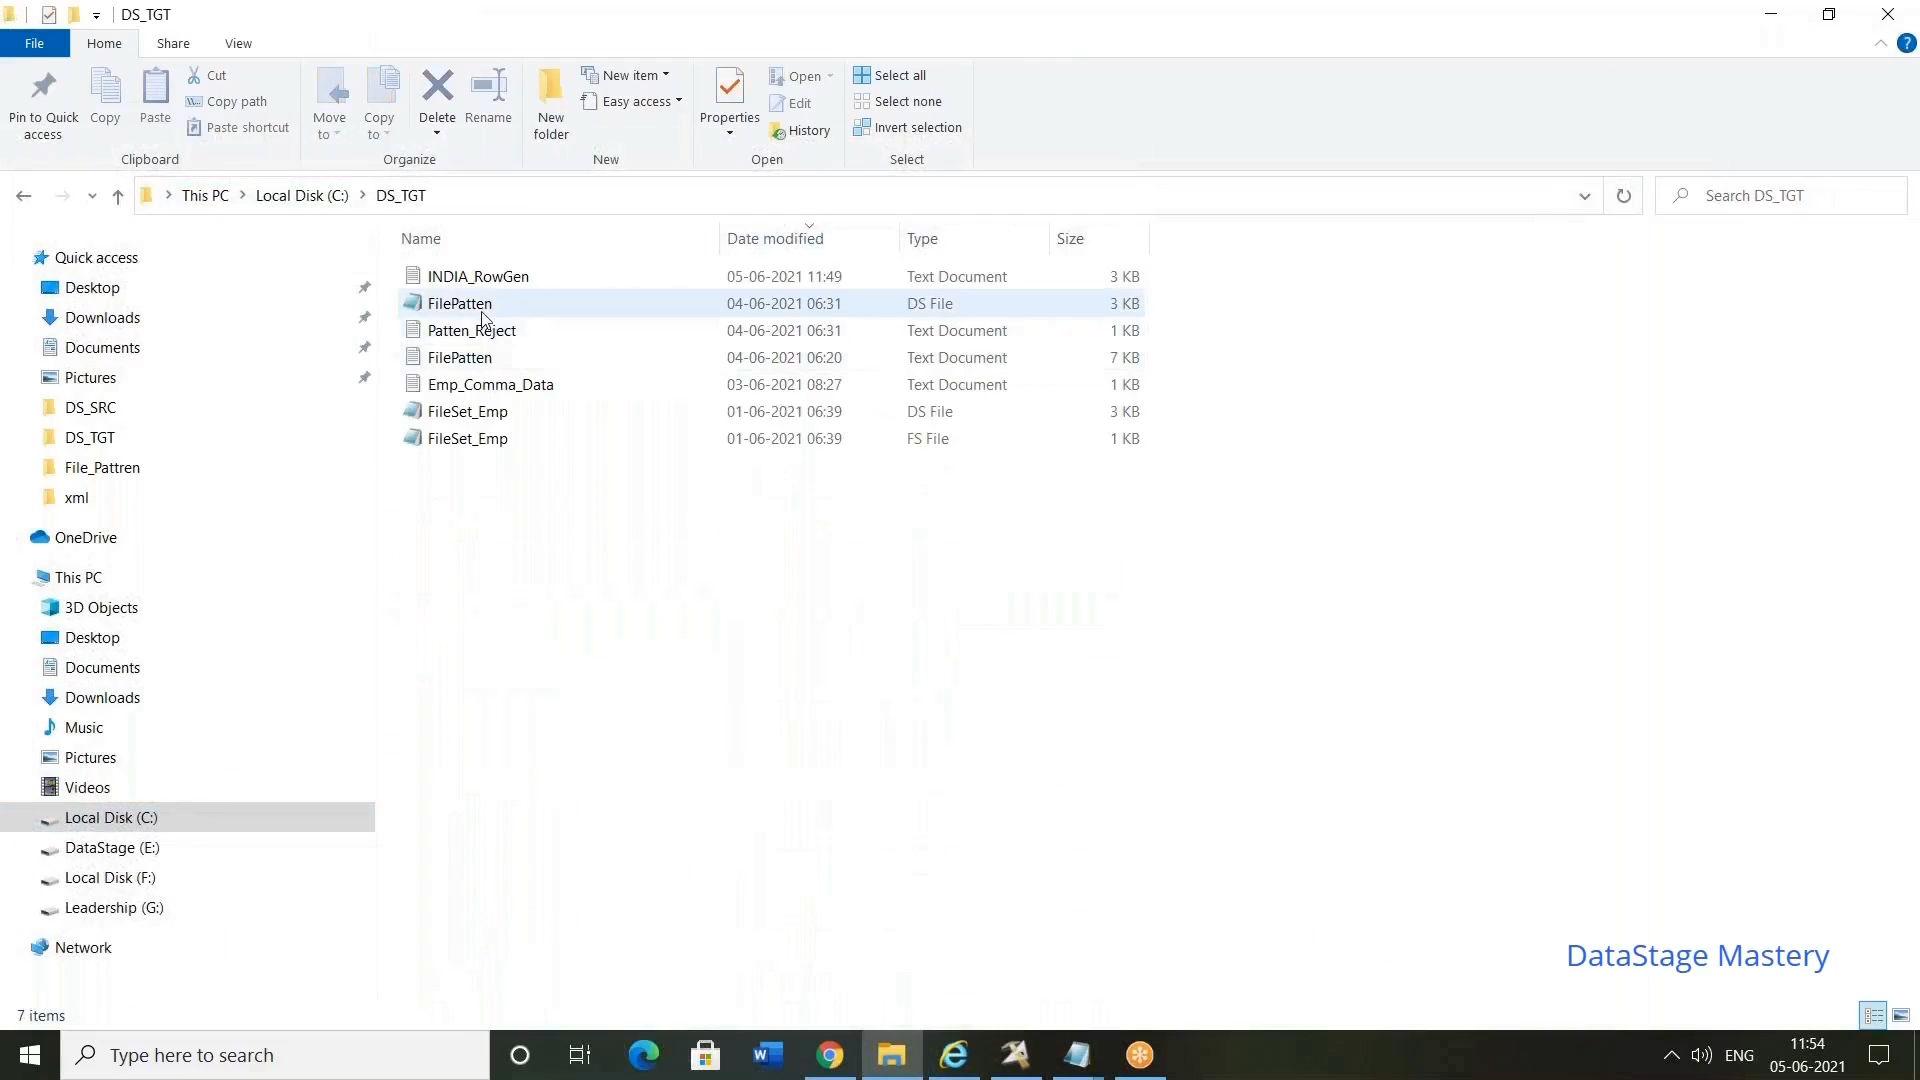 DS_TGT
File
Home
Share
View
Pin to Quick access
Copy
Paste
Cut
Copy path
Paste shortcut
Clipboard
Move to
Copy to
Delete
Rename
Organize
New folder
New item
Easy access
New
Properties
Open
Edit
History
Open
Select all
Select none
Invert selection
Select
This PC
Local Disk (C:)
DS_TGT
Search DS_TGT
Quick access
Desktop
Downloads
Documents
Pictures
DS_SRC
DS_TGT
File_Pattren
xml
OneDrive
This PC
3D Objects
Desktop
Documents
Downloads
Music
Pictures
Videos
Local Disk (C:)
DataStage (E:)
Local Disk (F:)
Leadership (G:)
Network
Name Date modified Type Size
INDIA_RowGen 05-06-2021 11:49 Text Document 3 KB
FilePatten 04-06-2021 06:31 DS File 3 KB
Patten_Reject 04-06-2021 06:31 Text Document 1 KB
FilePatten 04-06-2021 06:20 Text Document 7 KB
Emp_Comma_Data 03-06-2021 08:27 Text Document 1 KB
FileSet_Emp 01-06-2021 06:39 DS File 3 KB
FileSet_Emp 01-06-2021 06:39 FS File 1 KB
DataStage Mastery
7 items
Type here to search
ENG
11:54
05-06-2021